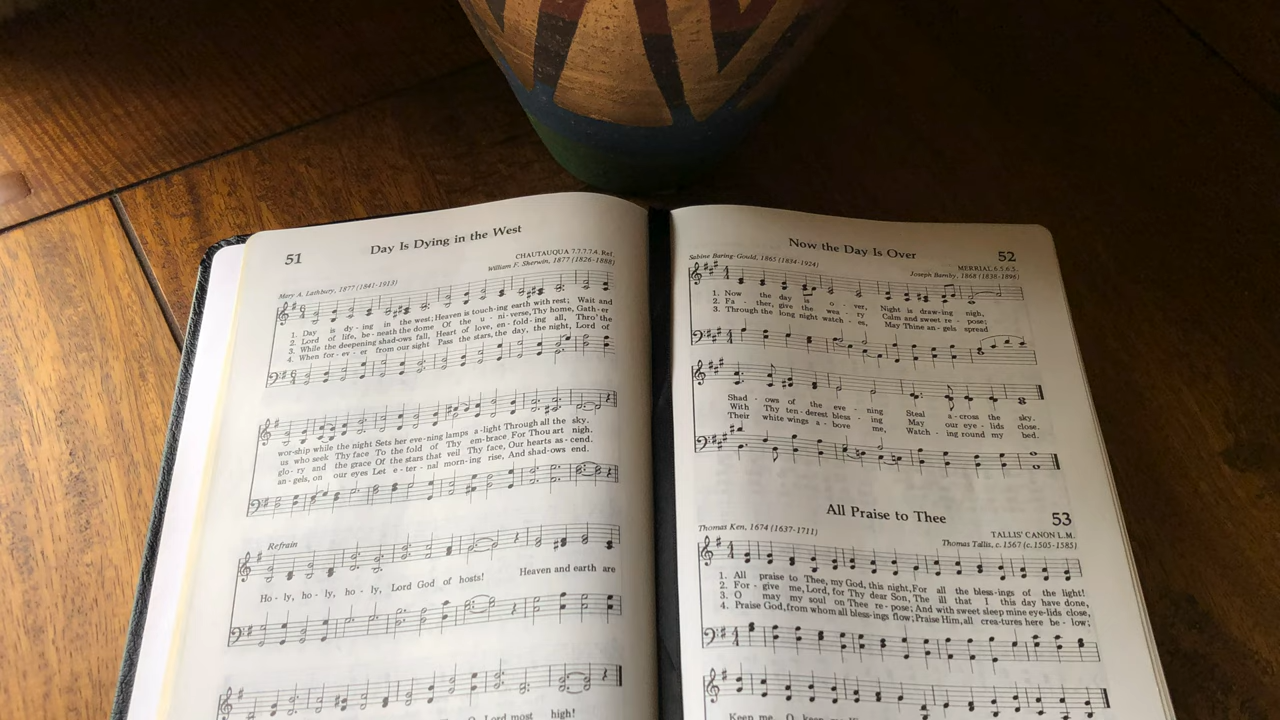 51
Day Is Dying in the West
CHAUTAUQUA 7.7.7.7.4. Ref.
Mary A. Lathbury, 1877 (1841-1913)
William F. Sherwin, 1877 (1826-1888)
1. Day is dy - ing in the west; Heaven is touch-ing earth with rest; Wait and
2. Lord of life, be-neath the dome Of the u - ni-verse, Thy home, Gath-er
3. While the deepening shad-ows fall, Heart of love, en-fold-ing all, Thro' the
4. When for-ev-er from our sight Pass the stars, the day, the night, Lord of
wor-ship while the night Sets her eve-ning lamps a-light Through all the sky.
us who seek Thy face To the fold of Thy em-brace, For Thou art nigh.
glo-ry and the grace Of the stars that veil Thy face, Our hearts as-cend.
an-gels, on our eyes Let e-ter-nal morn-ing rise, And shad-ows end.
Refrain
Ho - ly, ho - ly, ho - ly, Lord God of hosts! Heaven and earth are
O Lord most high!
Now the Day Is Over
52
Sabine Baring-Gould, 1865 (1834-1924)
MERRIAL 6.5.6.5.
Joseph Barnby, 1868 (1838-1896)
1. Now the day is o - ver, Night is draw-ing nigh,
2. Fa - ther, give the wea - ry Calm and sweet re - pose;
3. Through the long night watch - es, May Thine an-gels spread
Shad - ows of the eve - ning Steal a-cross the sky.
With Thy ten-derest bless - ing May our eye-lids close.
Their white wings a - bove me, Watch-ing round my bed.
All Praise to Thee
53
Thomas Ken, 1674 (1637-1711)
TALLIS' CANON L.M.
Thomas Tallis, c. 1567 (c. 1505-1585)
1. All praise to Thee, my God, this night, For all the bless-ings of the light!
2. For - give me, Lord, for Thy dear Son, The ill that I this day have done,
3. O may my soul on Thee re-pose; And with sweet sleep mine eye-lids close,
4. Praise God, from whom all bless-ings flow; Praise Him, all crea-tures here be-low;
Keep me, O keep me